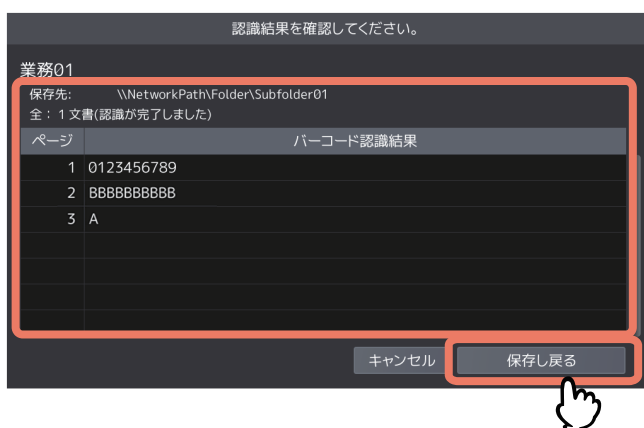 認識結果を確認してください。
業務01
保存先: \\NetworkPath\Folder\Subfolder01
全：1文書(認識が完了しました)
ページ バーコード認識結果
1 0123456789
2 BBBBBBBBBB
3 A
キャンセル 保存し戻る